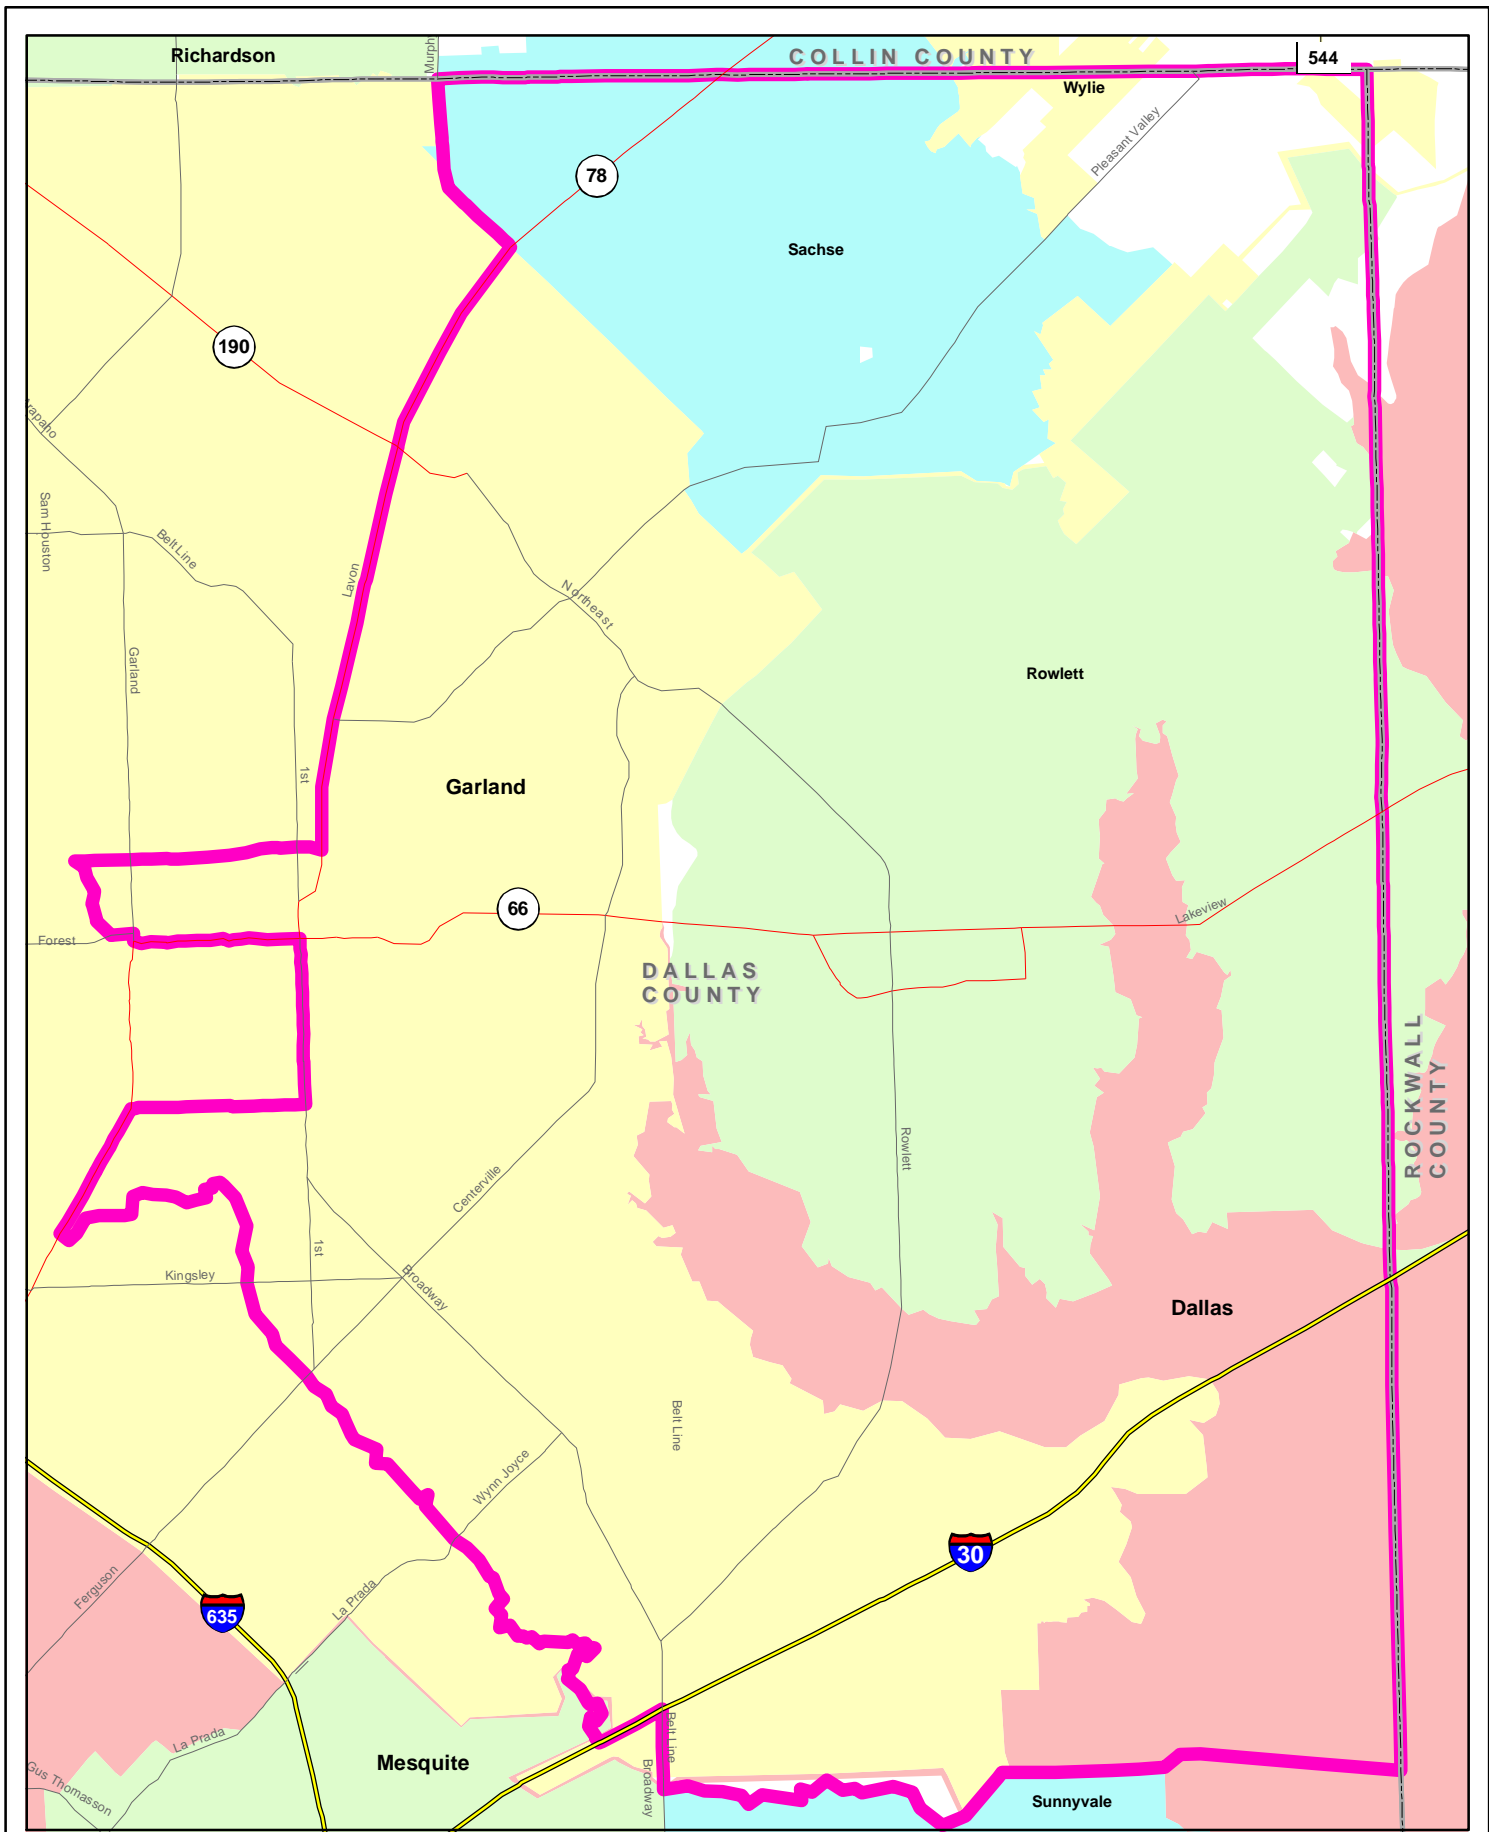 Richardson
Murph
COLLIN COUNTY
544
Wylie
Pleasant Valley
78
Sachse
190
Arapaho
Sam Houston
Belt Line
Lavon
Northeast
Garland
Rowlett
1st
Garland
66
Lakeview
Forest
DALLAS
COUNTY
ROCKWALL
COUNTY
Rowlett
Centerville
1st
Kingsley
Broadway
Dallas
Belt Line
Wynn Joyce
30
Ferguson
La Prada
635
Belt Line
La Prada
Mesquite
Gus Thomasson
Broadway
Sunnyvale